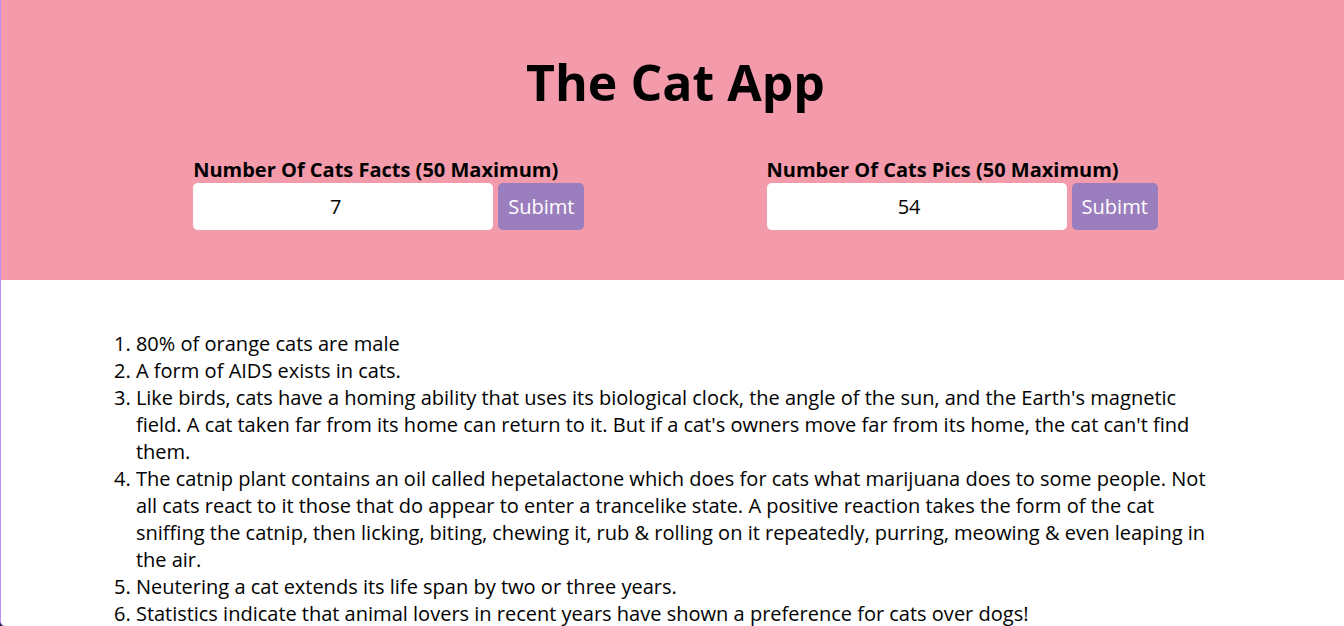 The Cat App
Number Of Cats Facts (50 Maximum)
7
Subimt
Number Of Cats Pics (50 Maximum)
54
Subimt
1. 80% of orange cats are male
2. A form of AIDS exists in cats.
3. Like birds, cats have a homing ability that uses its biological clock, the angle of the sun, and the Earth's magnetic
field. A cat taken far from its home can return to it. But if a cat's owners move far from its home, the cat can't find
them.
4. The catnip plant contains an oil called hepetalactone which does for cats what marijuana does to some people. Not
all cats react to it those that do appear to enter a trancelike state. A positive reaction takes the form of the cat
sniffing the catnip, then licking, biting, chewing it, rub & rolling on it repeatedly, purring, meowing & even leaping in
the air.
5. Neutering a cat extends its life span by two or three years.
6. Statistics indicate that animal lovers in recent years have shown a preference for cats over dogs!